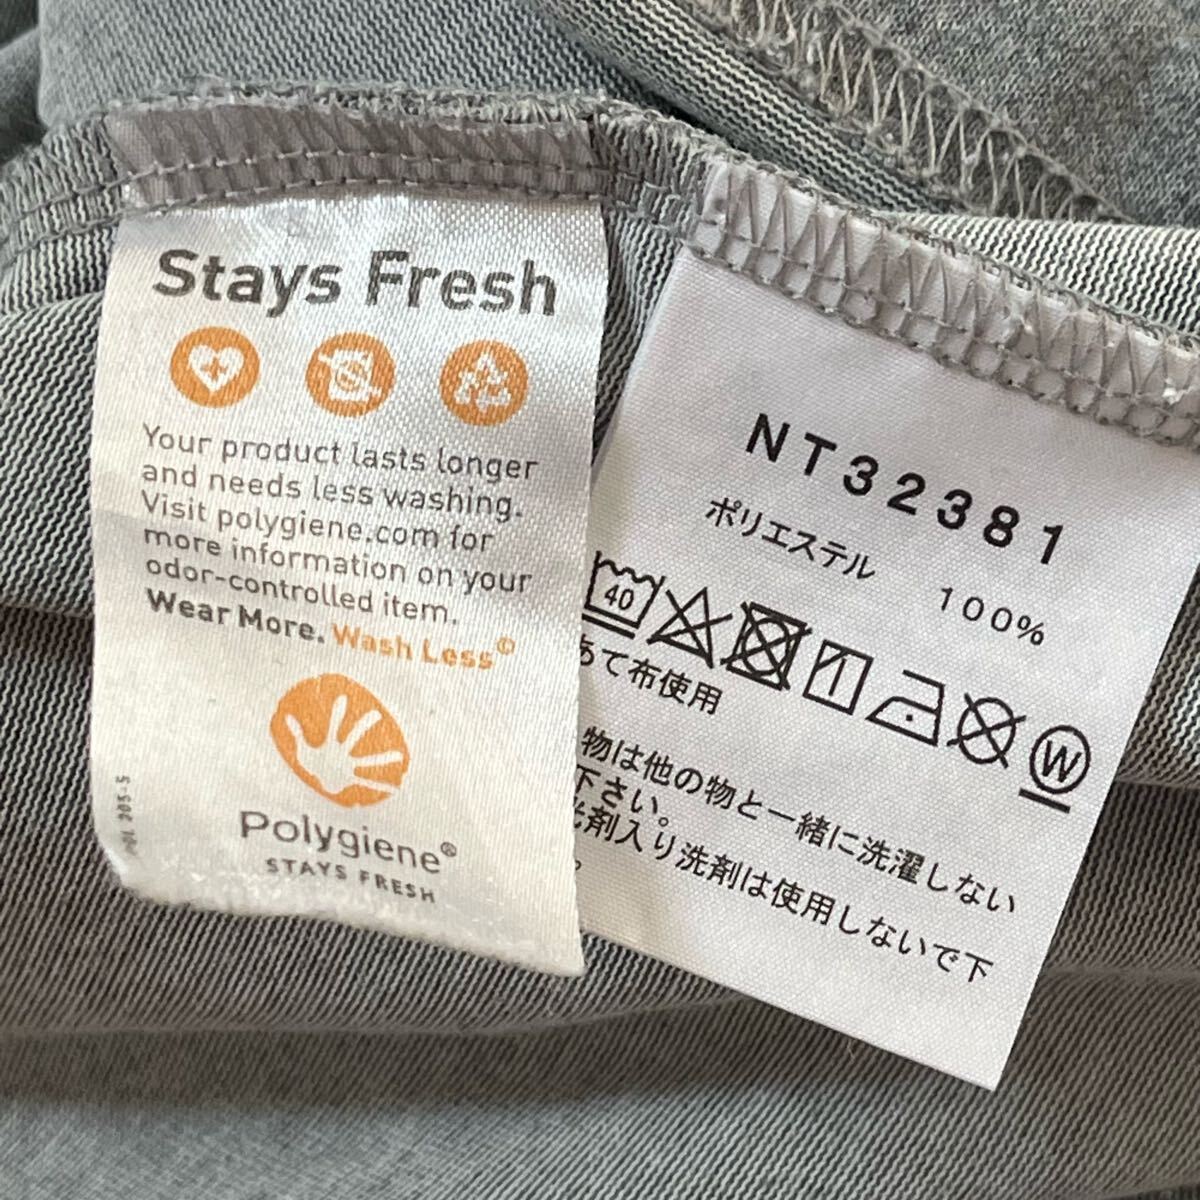 Stays Fresh
Your product lasts longer
and needs less washing.
Visit polygiene.com for
more information on your
odor-controlled item.
Wear More. Wash Less©
Polygiene®
STAYS FRESH
NT32381
ポリエステル 100%
40
W
あて布使用
物は他の物と一緒に洗濯しない
下さい。
光剤入り洗剤は使用しないで下
。